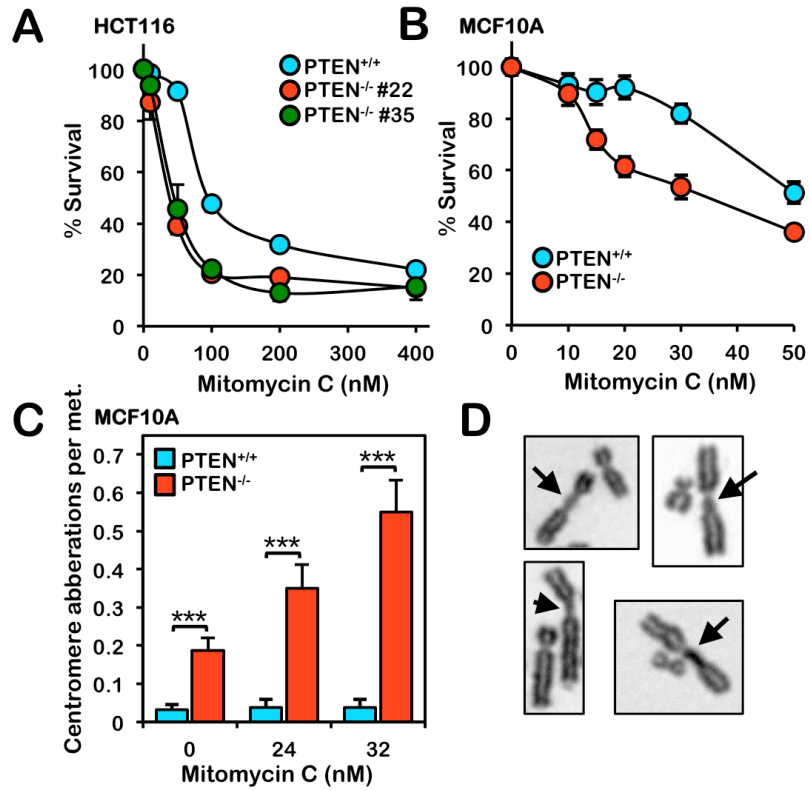 A
HCT116
% Survival
100
80
60
40
20
0
PTEN+/+
PTEN-/- #22
PTEN-/- #35
0
100
200
300
400
Mitomycin C (nM)
B
MCF10A
% Survival
100
80
60
40
20
0
PTEN+/+
PTEN-/-
0
10
20
30
40
50
Mitomycin C (nM)
C
MCF10A
Centromere abberations per met.
0.7
0.6
0.5
0.4
0.3
0.2
0.1
0
PTEN+/+
PTEN-/-
***
***
***
0
24
32
Mitomycin C (nM)
D